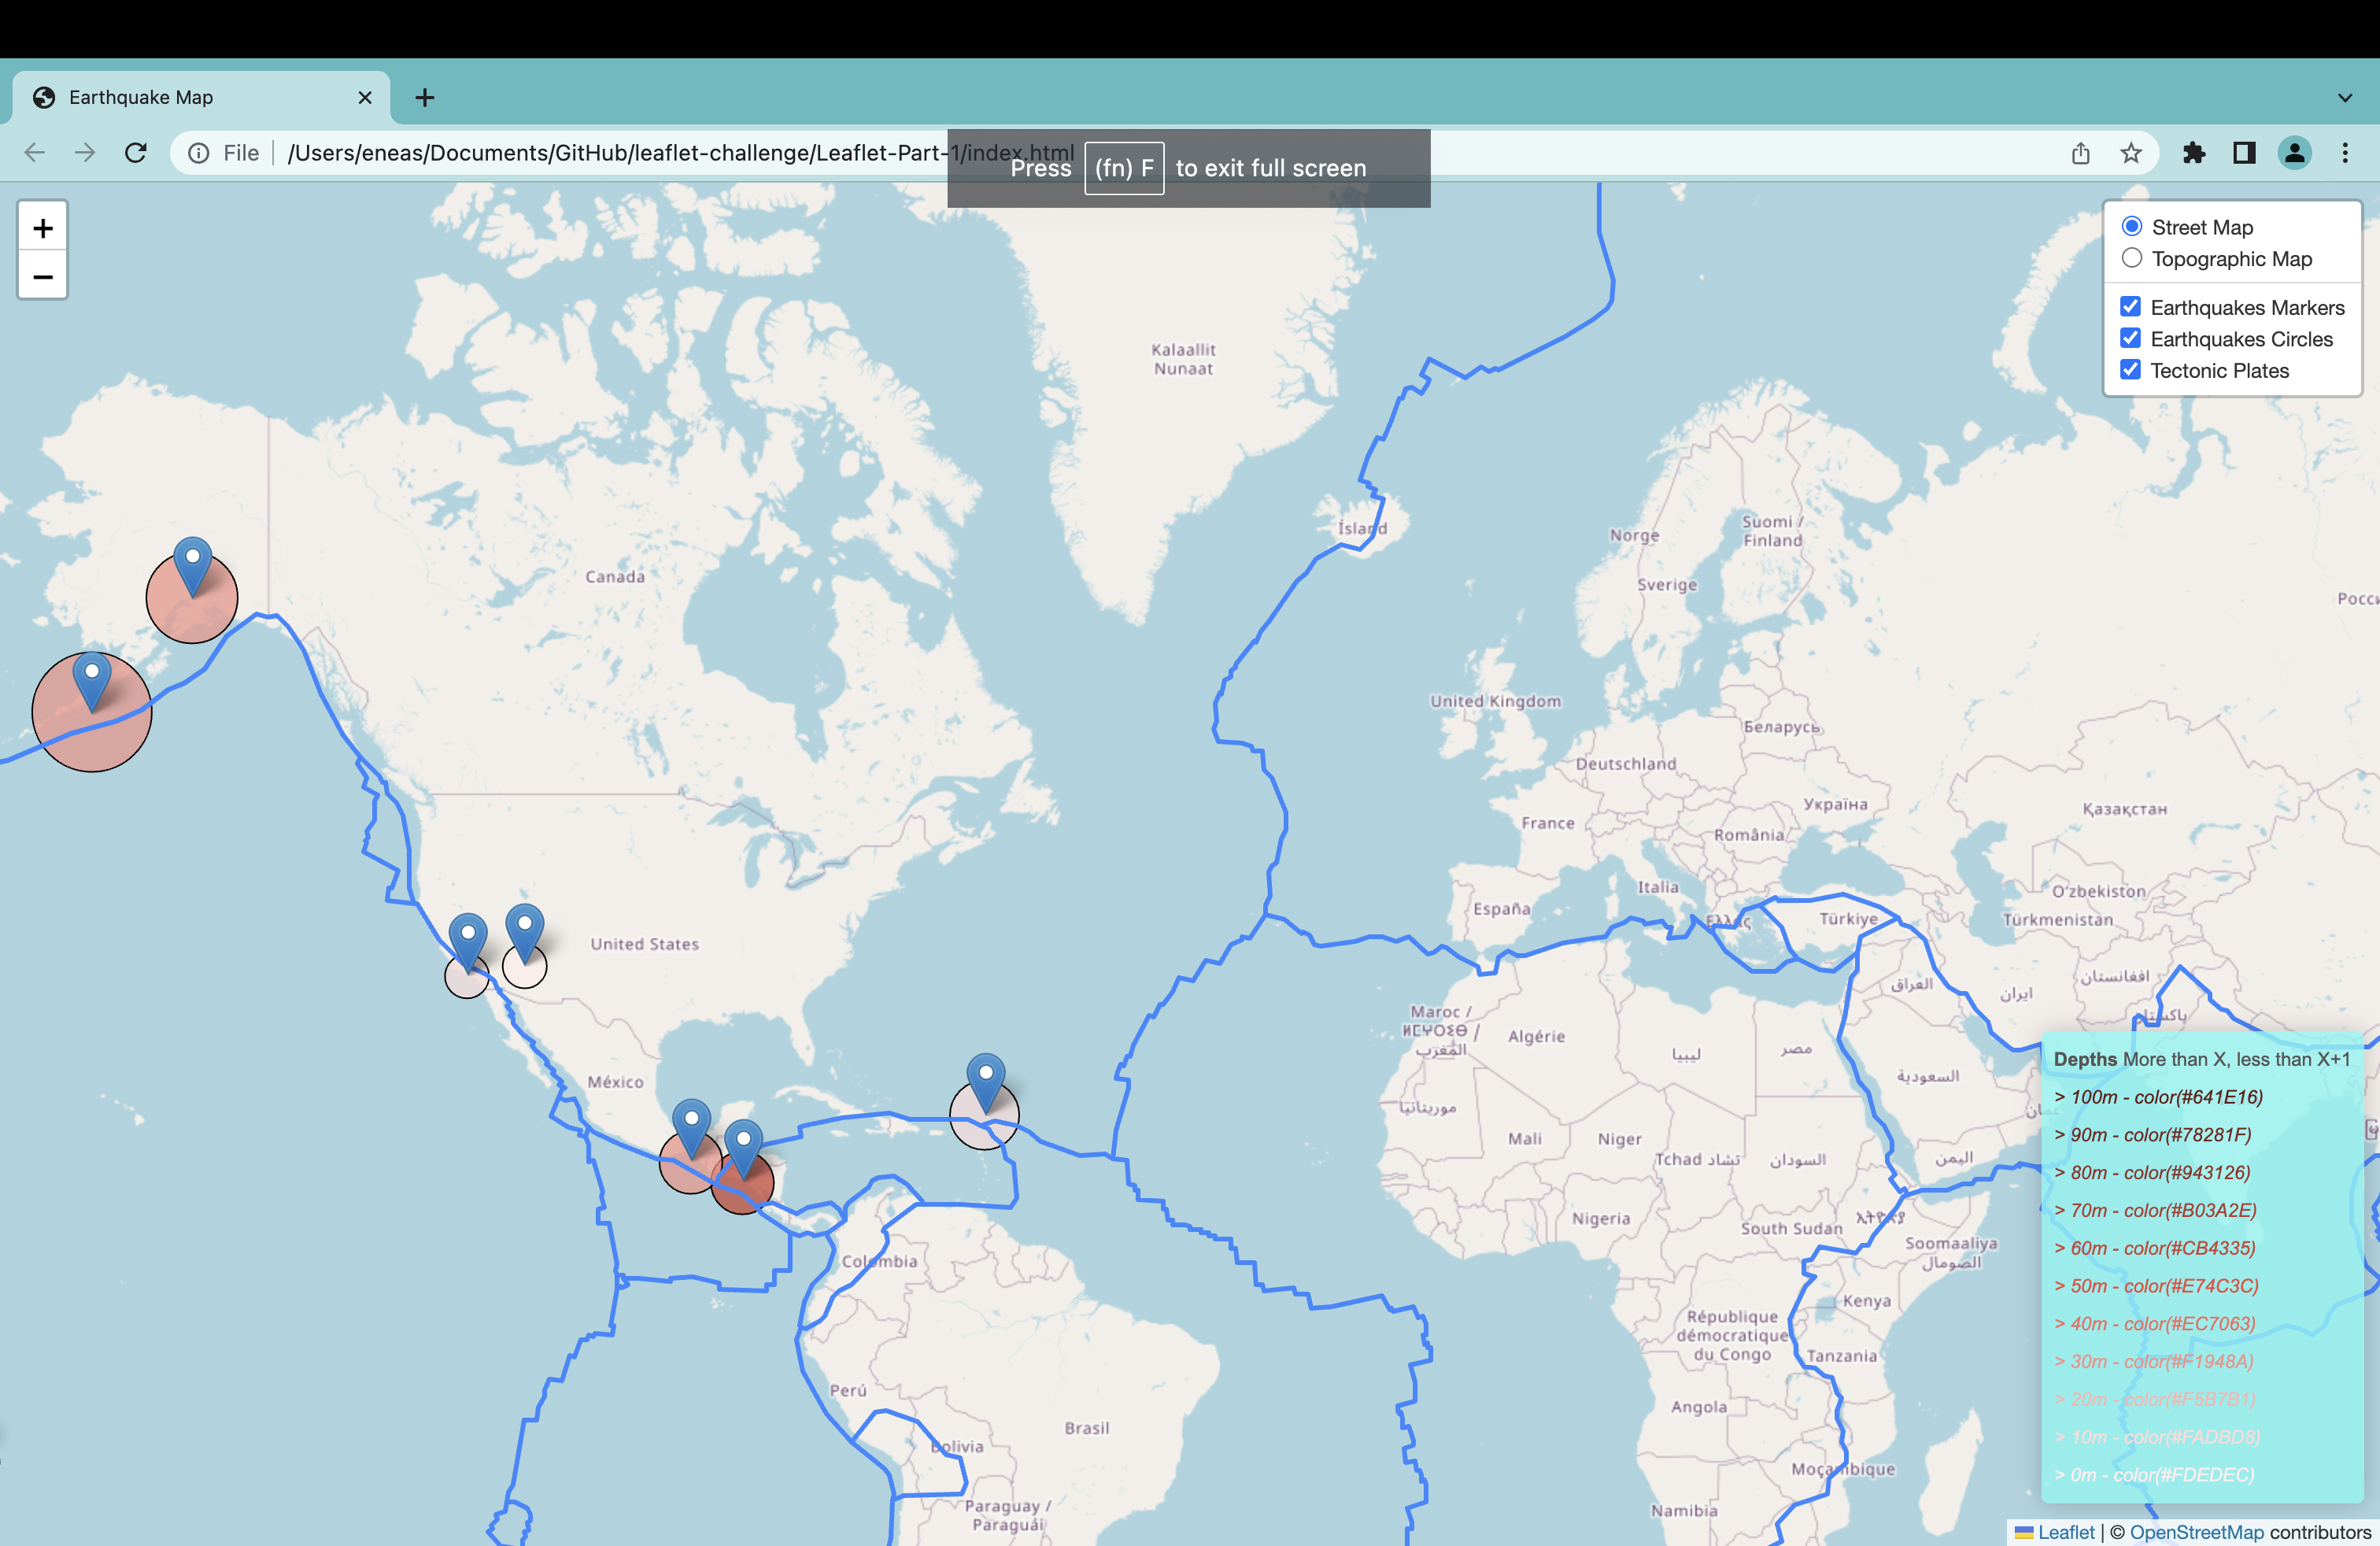 Earthquake Map
File
/Users/eneas/Documents/GitHub/leaflet-challenge/Leaflet-Part-1/index.html
Press (fn) F to exit full screen
+
−
Street Map
Topographic Map
Earthquakes Markers
Earthquakes Circles
Tectonic Plates
Kalaallit
Nunaat
Ísland
Norge
Suomi /
Finland
Sverige
Canada
United Kingdom
Беларусь
Deutschland
Україна
Қазақстан
France
România
Italia
Oʻzbekiston
España
Ελλάς
Türkiye
Türkmenistan
United States
افغانستان
العراق
ایران
Maroc /
ⵍⵎⵖⵔⵉⴱ /
المغرب
Algérie
ليبيا
مصر
پاکستان
السعودية
México
موريتانيا
Mali
Niger
Tchad تشاد
السودان
اليمن
Nigeria
South Sudan
ኢትዮጵያ
Soomaaliya
الصومال
Colombia
Kenya
République
démocratique
du Congo
Tanzania
Perú
Angola
Brasil
Bolivia
Moçambique
Paraguay /
Paraguái
Namibia
Depths More than X, less than X+1
> 100m - color(#641E16)
> 90m - color(#78281F)
> 80m - color(#943126)
> 70m - color(#B03A2E)
> 60m - color(#CB4335)
> 50m - color(#E74C3C)
> 40m - color(#EC7063)
> 30m - color(#F1948A)
> 20m - color(#F5B7B1)
> 10m - color(#FADBD8)
> 0m - color(#FDEDEC)
Leaflet | © OpenStreetMap contributors